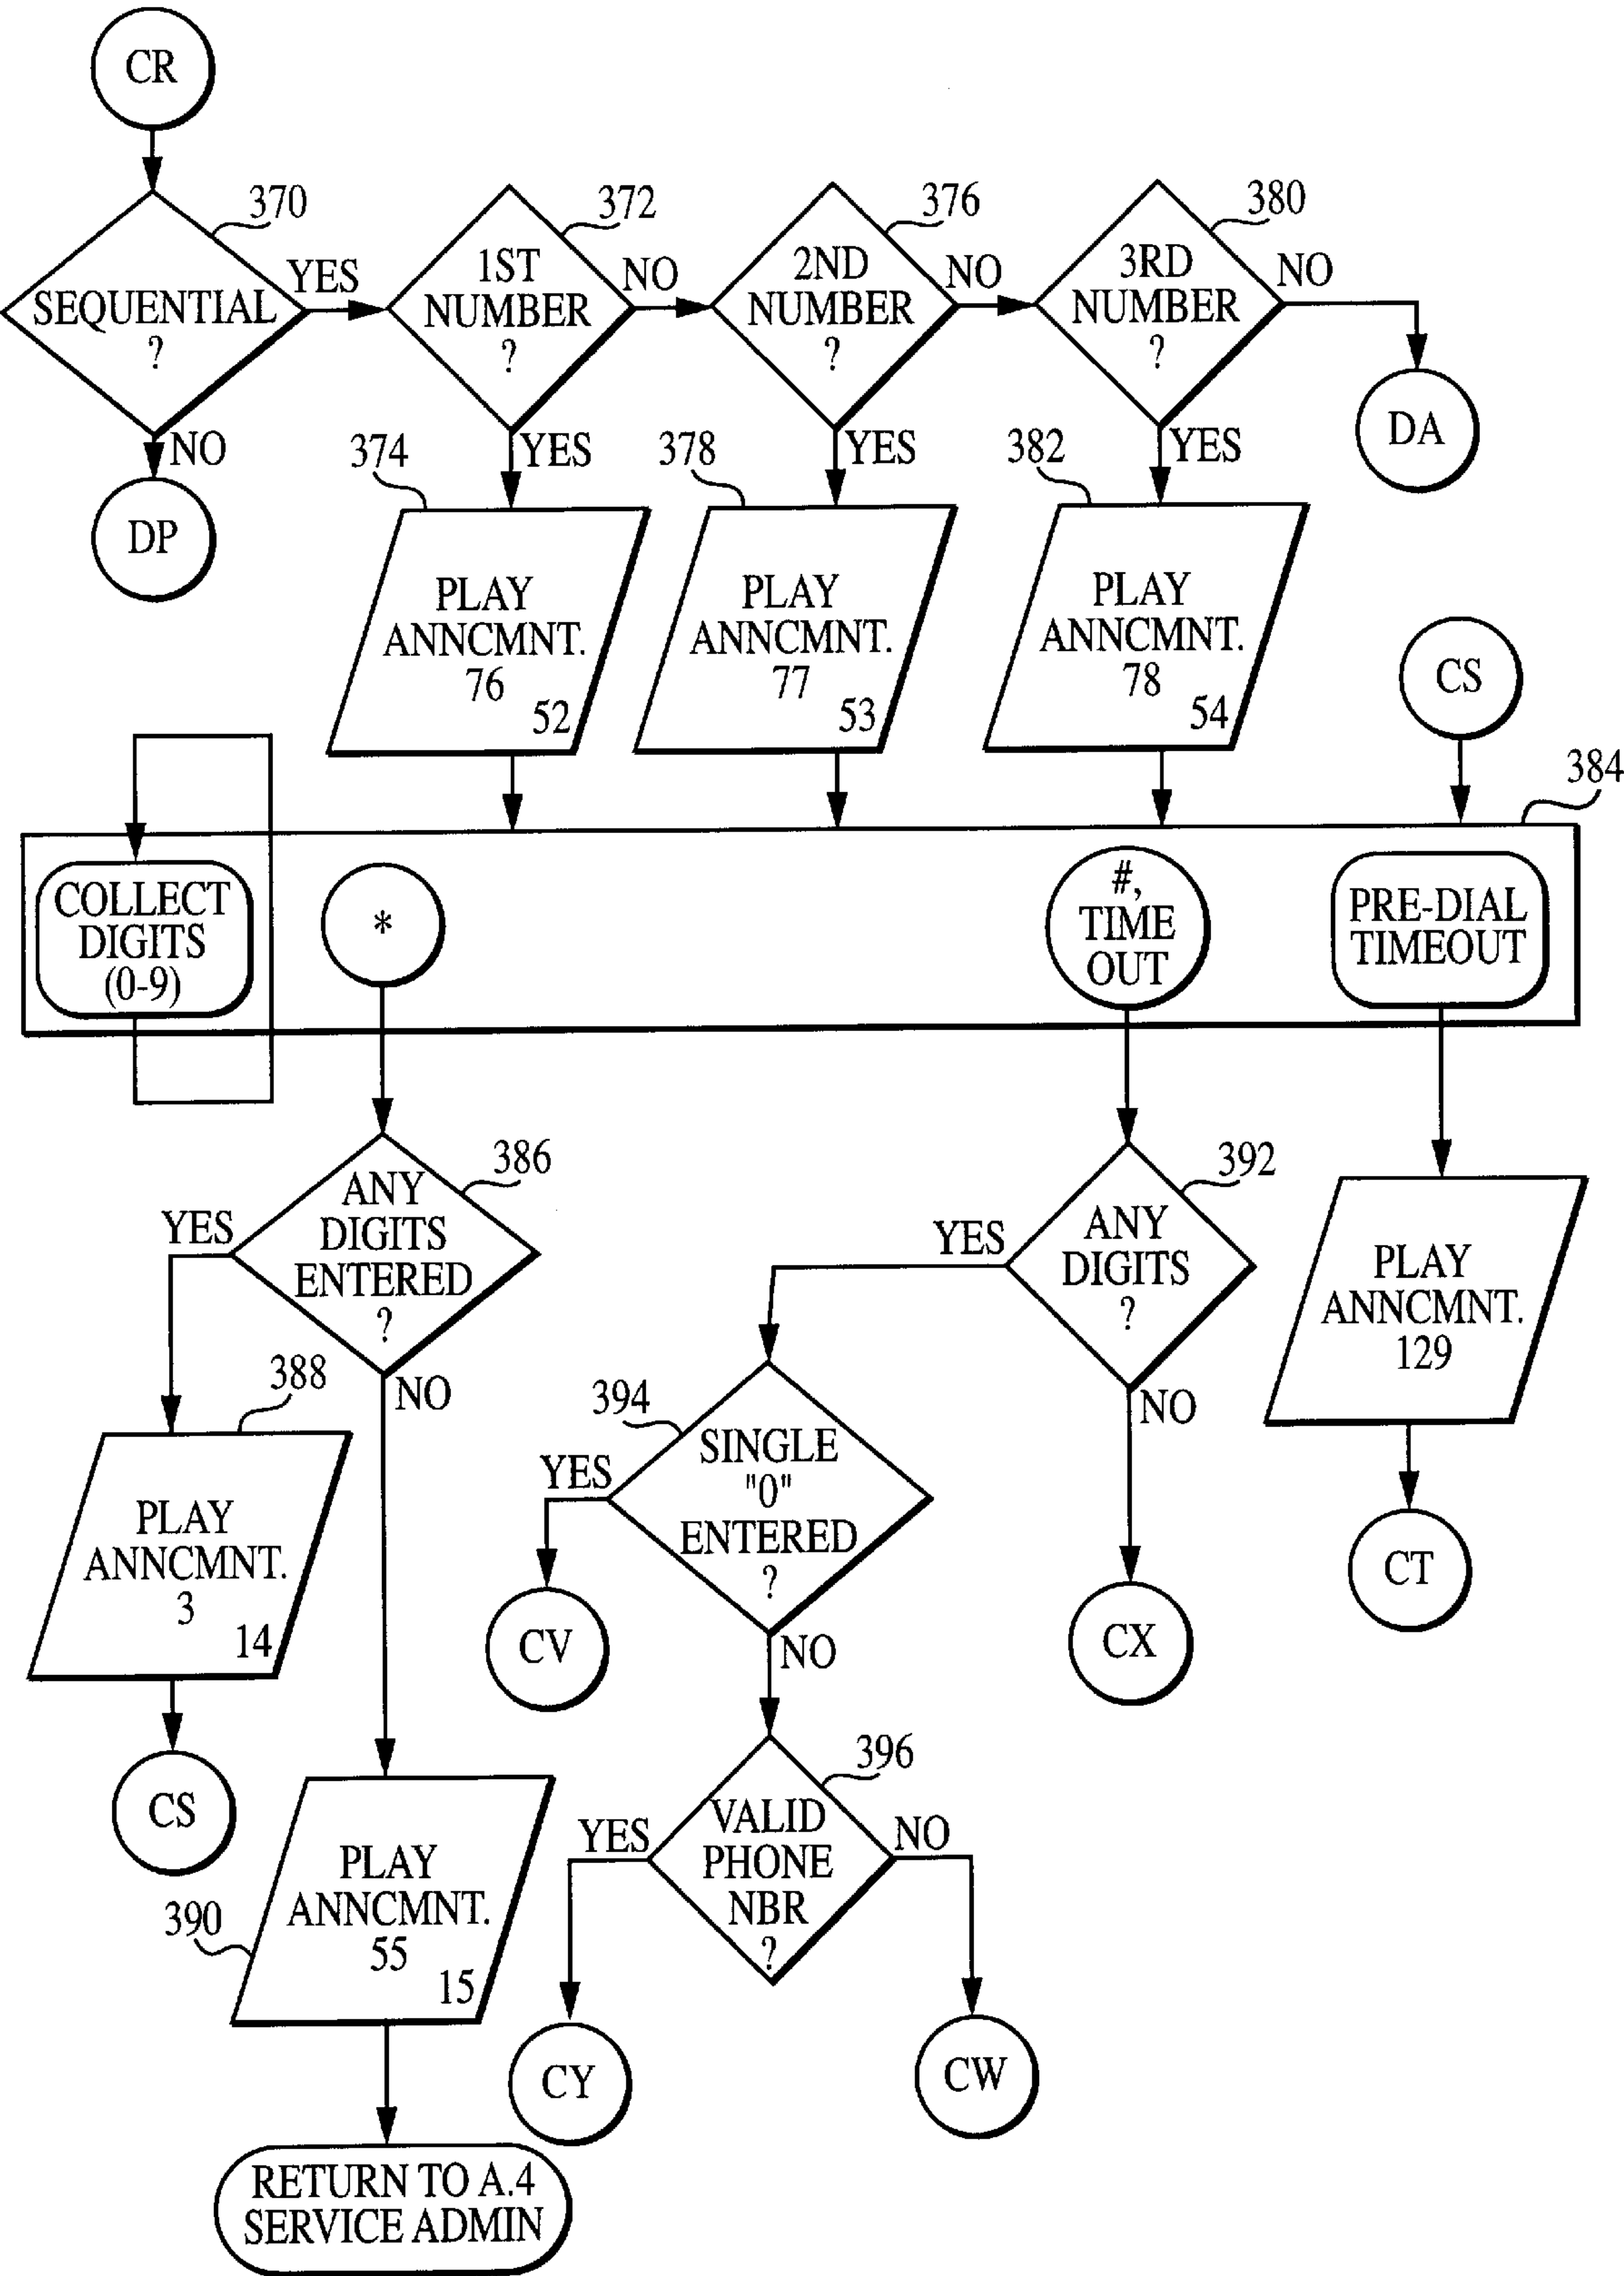 CR
370
SEQUENTIAL
?
YES
NO
DP
372
1ST
NUMBER
?
NO
YES
376
2ND
NUMBER
?
NO
YES
380
3RD
NUMBER
?
NO
YES
DA
374
PLAY
ANNCMNT.
76
52
378
PLAY
ANNCMNT.
77
53
382
PLAY
ANNCMNT.
78
54
CS
384
COLLECT
DIGITS
(0-9)
*
#,
TIME
OUT
PRE-DIAL
TIMEOUT
386
ANY
DIGITS
ENTERED
?
YES
NO
392
ANY
DIGITS
?
YES
NO
PLAY
ANNCMNT.
129
CT
388
PLAY
ANNCMNT.
3
14
CS
394
SINGLE
"0"
ENTERED
?
YES
NO
CV
CX
390
PLAY
ANNCMNT.
55
15
396
VALID
PHONE
NBR
?
YES
NO
CY
CW
RETURN TO A.4
SERVICE ADMIN